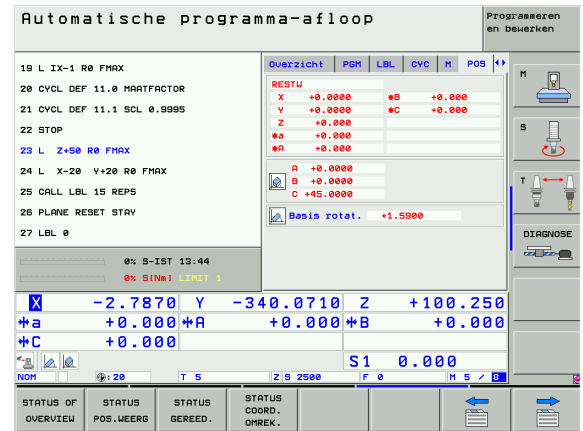 Automatische programma-afloop
Programmeren en bewerken
19 L IX-1 R0 FMAX
20 CYCL DEF 11.0 MAATFACTOR
21 CYCL DEF 11.1 SCL 0.9995
22 STOP
23 L Z+50 R0 FMAX
24 L X-20 Y+20 R0 FMAX
25 CALL LBL 15 REP5
26 PLANE RESET STAY
27 LBL 0
Overzicht PGM LBL CYC M POS
RESTW
X +0.0000 *B +0.000
Y +0.0000 *C +0.000
Z +0.000
*a +0.000
*A +0.000
A +0.0000
B +0.0000
C +45.0000
Basis rotat. +1.5900
0% S-IST 13:44
0% S[Nm] LIMIT 1
X -2.7870 Y -340.0710 Z +100.250
*a +0.000 *A +0.000 *B +0.000
*C +0.000
S1 0.000
NOM : 20 T 5 Z S 2500 F 0 M 5 / 8
M
S
T
DIAGNOSE
STATUS OF OVERVIEW
STATUS POS.WEERG
STATUS GEREED.
STATUS COORD. OMREK.